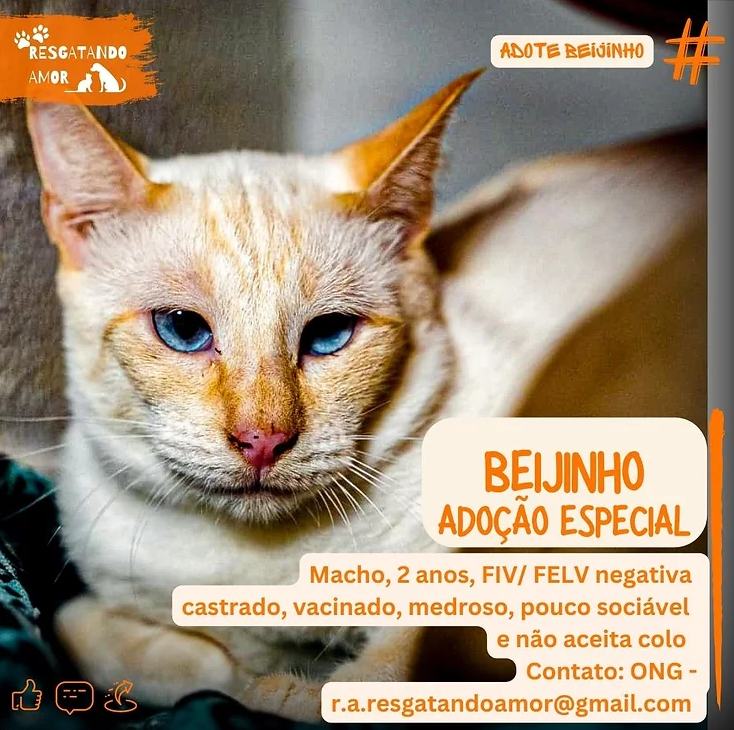 RESGATANDO
AMOR
ADOTE BEIJINHO
#
BEIJINHO
ADOÇÃO ESPECIAL
Macho, 2 anos, FIV/ FELV negativa
castrado, vacinado, medroso, pouco sociável
e não aceita colo
Contato: ONG -
r.a.resgatandoamor@gmail.com